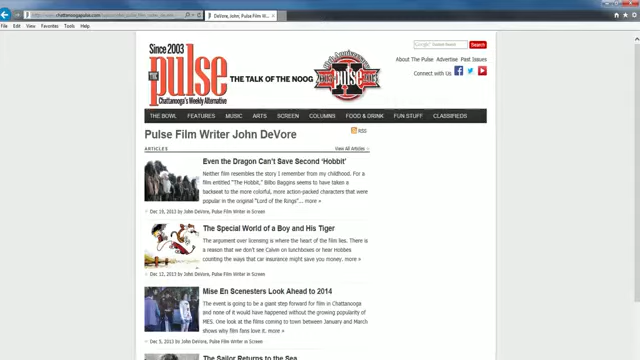 DeVore, John, Pulse Film Wri...
File Edit View Favorites Tools Help
Since 2003
THE pulse
Chattanooga's Weekly Alternative
THE TALK OF THE NOOG
10th Anniversary
pulse
Search
About The Pulse Advertise Past Issues
Connect with Us
THE BOWL FEATURES MUSIC ARTS SCREEN COLUMNS FOOD & DRINK FUN STUFF CLASSIFIEDS
Pulse Film Writer John DeVore
RSS
ARTICLES
View All Articles
Even the Dragon Can't Save Second 'Hobbit'
Neither film resembles the story I remember from my childhood. For a
film entitled "The Hobbit," Bilbo Baggins seems to have taken a
backseat to the more colorful, more action-packed characters that were
popular in the original "Lord of the Rings"... more »
Dec 19, 2013 by John DeVore, Pulse Film Writer in Screen
The Special World of a Boy and His Tiger
The argument over licensing is where the heart of the film lies. There is
a reason that we don't see Calvin on lunchboxes or hear Hobbes
counting the ways that car insurance might save you money. more »
Dec 12, 2013 by John DeVore, Pulse Film Writer in Screen
Mise En Scenesters Look Ahead to 2014
The event is going to be a giant step forward for film in Chattanooga
and none of it would have happened without the growing popularity of
MES. One look at the films coming to town between January and March
shows why film fans love it. more »
Dec 5, 2013 by John DeVore, Pulse Film Writer in Screen
The Sailor Returns to the Sea